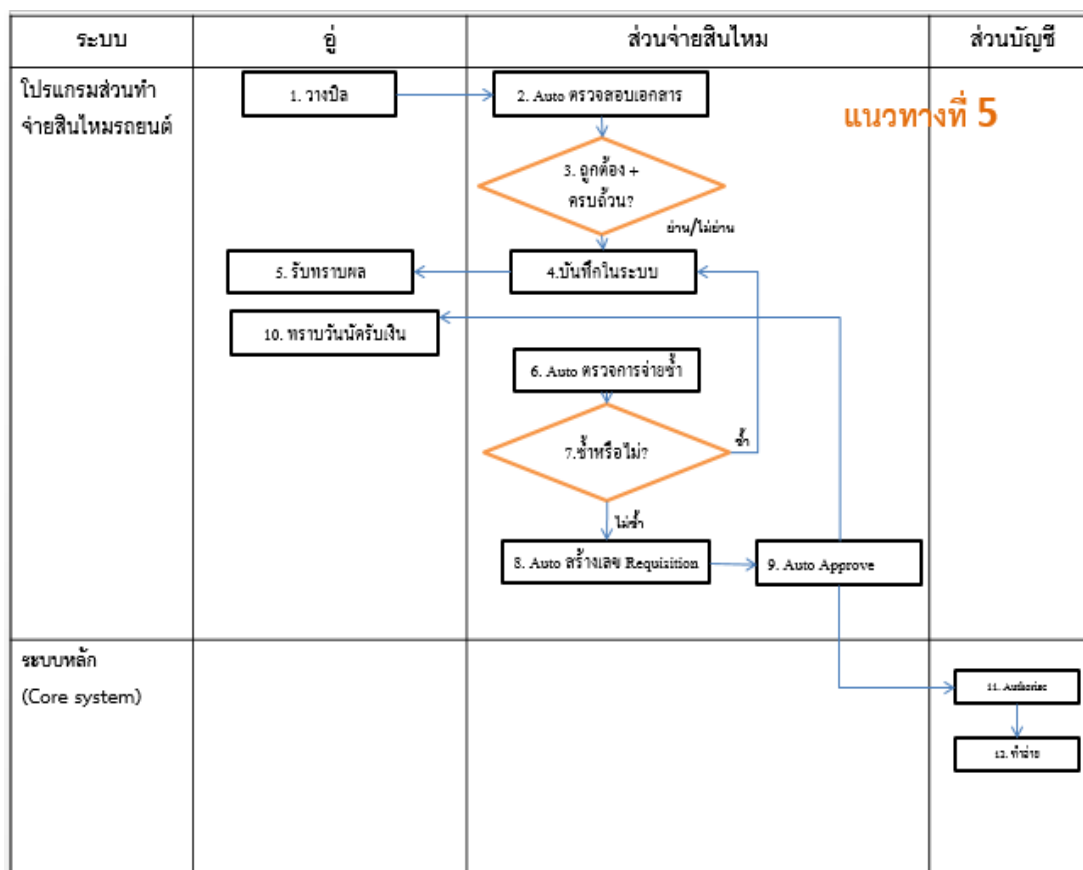 ระบบ
อู่
ส่วนจ่ายสินไหม
ส่วนบัญชี
โปรแกรมส่วนทำ
จ่ายสินไหมรถยนต์
แนวทางที่ 5
1. วางบิล
2. Auto ตรวจสอบเอกสาร
3. ถูกต้อง +
ครบถ้วน?
ผ่าน/ไม่ผ่าน
5. รับทราบผล
4.บันทึกในระบบ
10. ทราบวันนัดรับเงิน
6. Auto ตรวจการจ่ายซ้ำ
7.ซ้ำหรือไม่?
ซ้ำ
ไม่ซ้ำ
8. Auto สร้างเลข Requisition
9. Auto Approve
ระบบหลัก
(Core system)
11. Authorize
12. ทำจ่าย